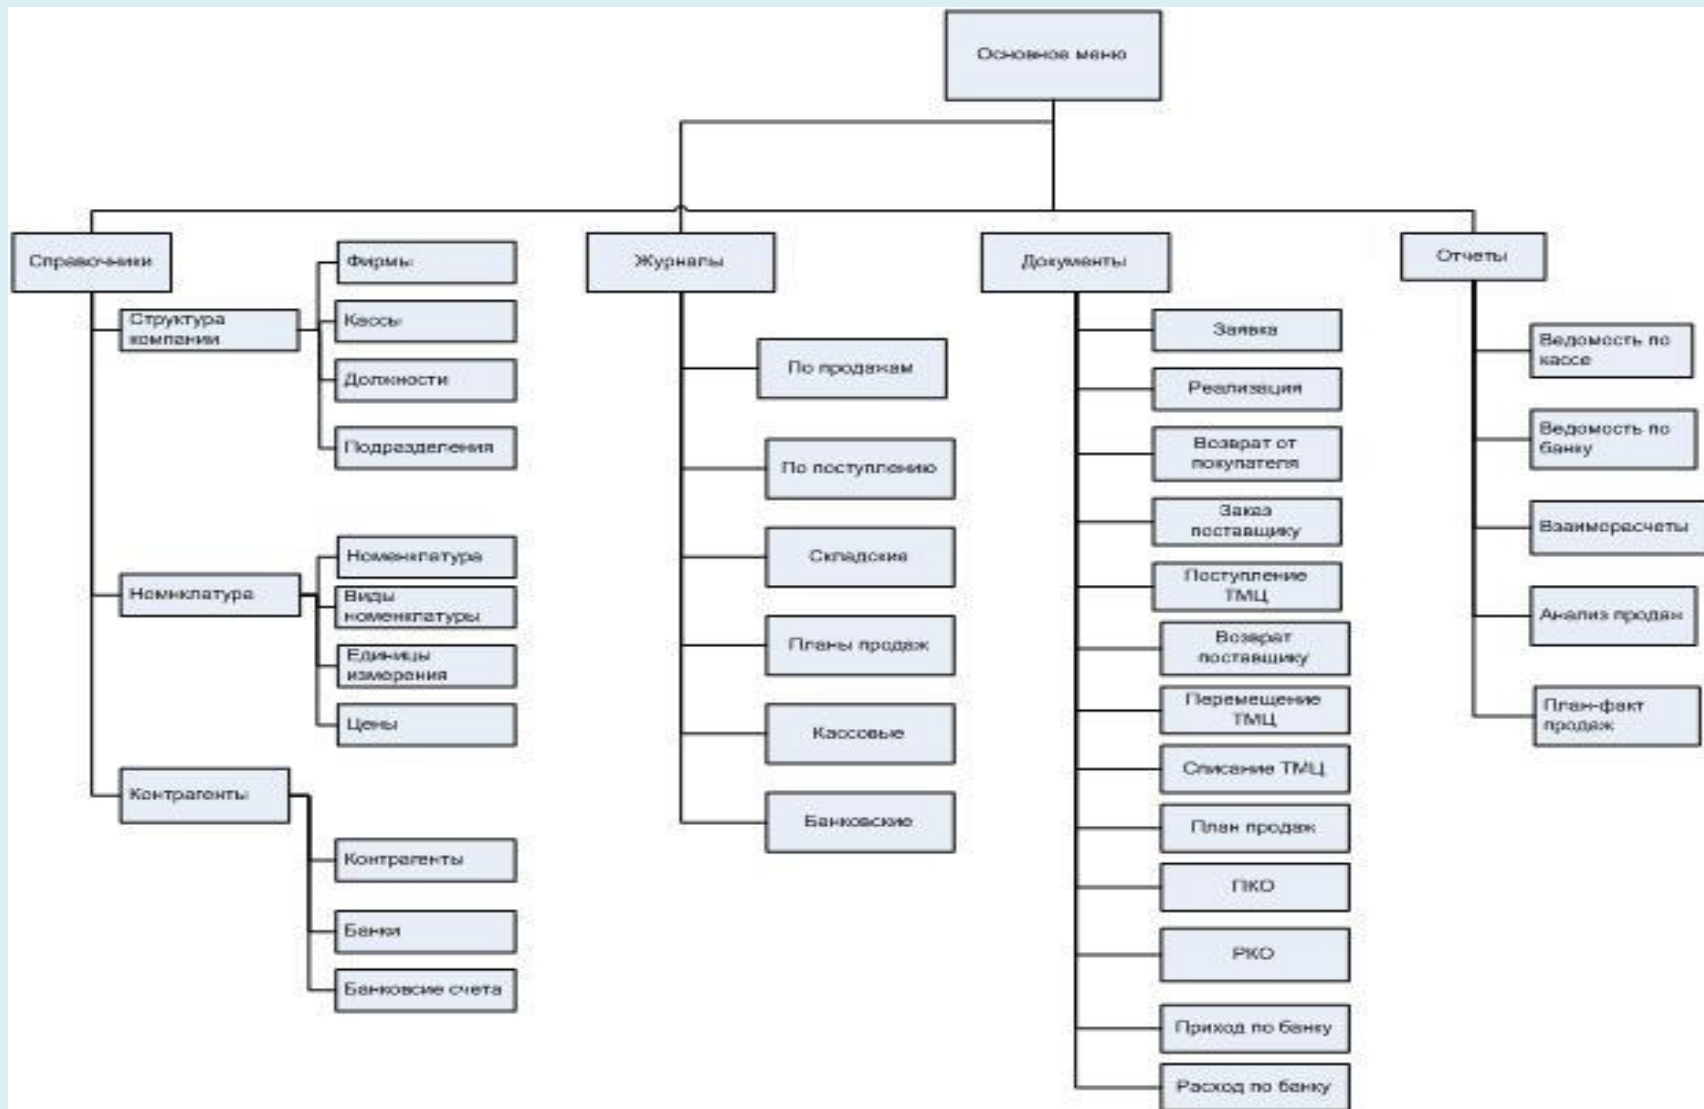 Основное меню
Справочники
Структура
компании
Фирмы
Кассы
Должности
Подразделения
Номнклатура
Номенклатура
Виды
номенклатуры
Единицы
измерения
Цены
Контрагенты
Контрагенты
Банки
Банковсие счета
Журналы
По продажам
По поступлению
Складские
Планы продаж
Кассовые
Банковские
Документы
Заявка
Реализация
Возврат от
покупателя
Заказ
поставщику
Поступление
ТМЦ
Возврат
поставщику
Перемещение
ТМЦ
Списание ТМЦ
План продаж
ПКО
РКО
Приход по банку
Расход по банку
Отчеты
Ведомость по
кассе
Ведомость по
банку
Взаиморасчеты
Анализ продаж
План-факт
продаж